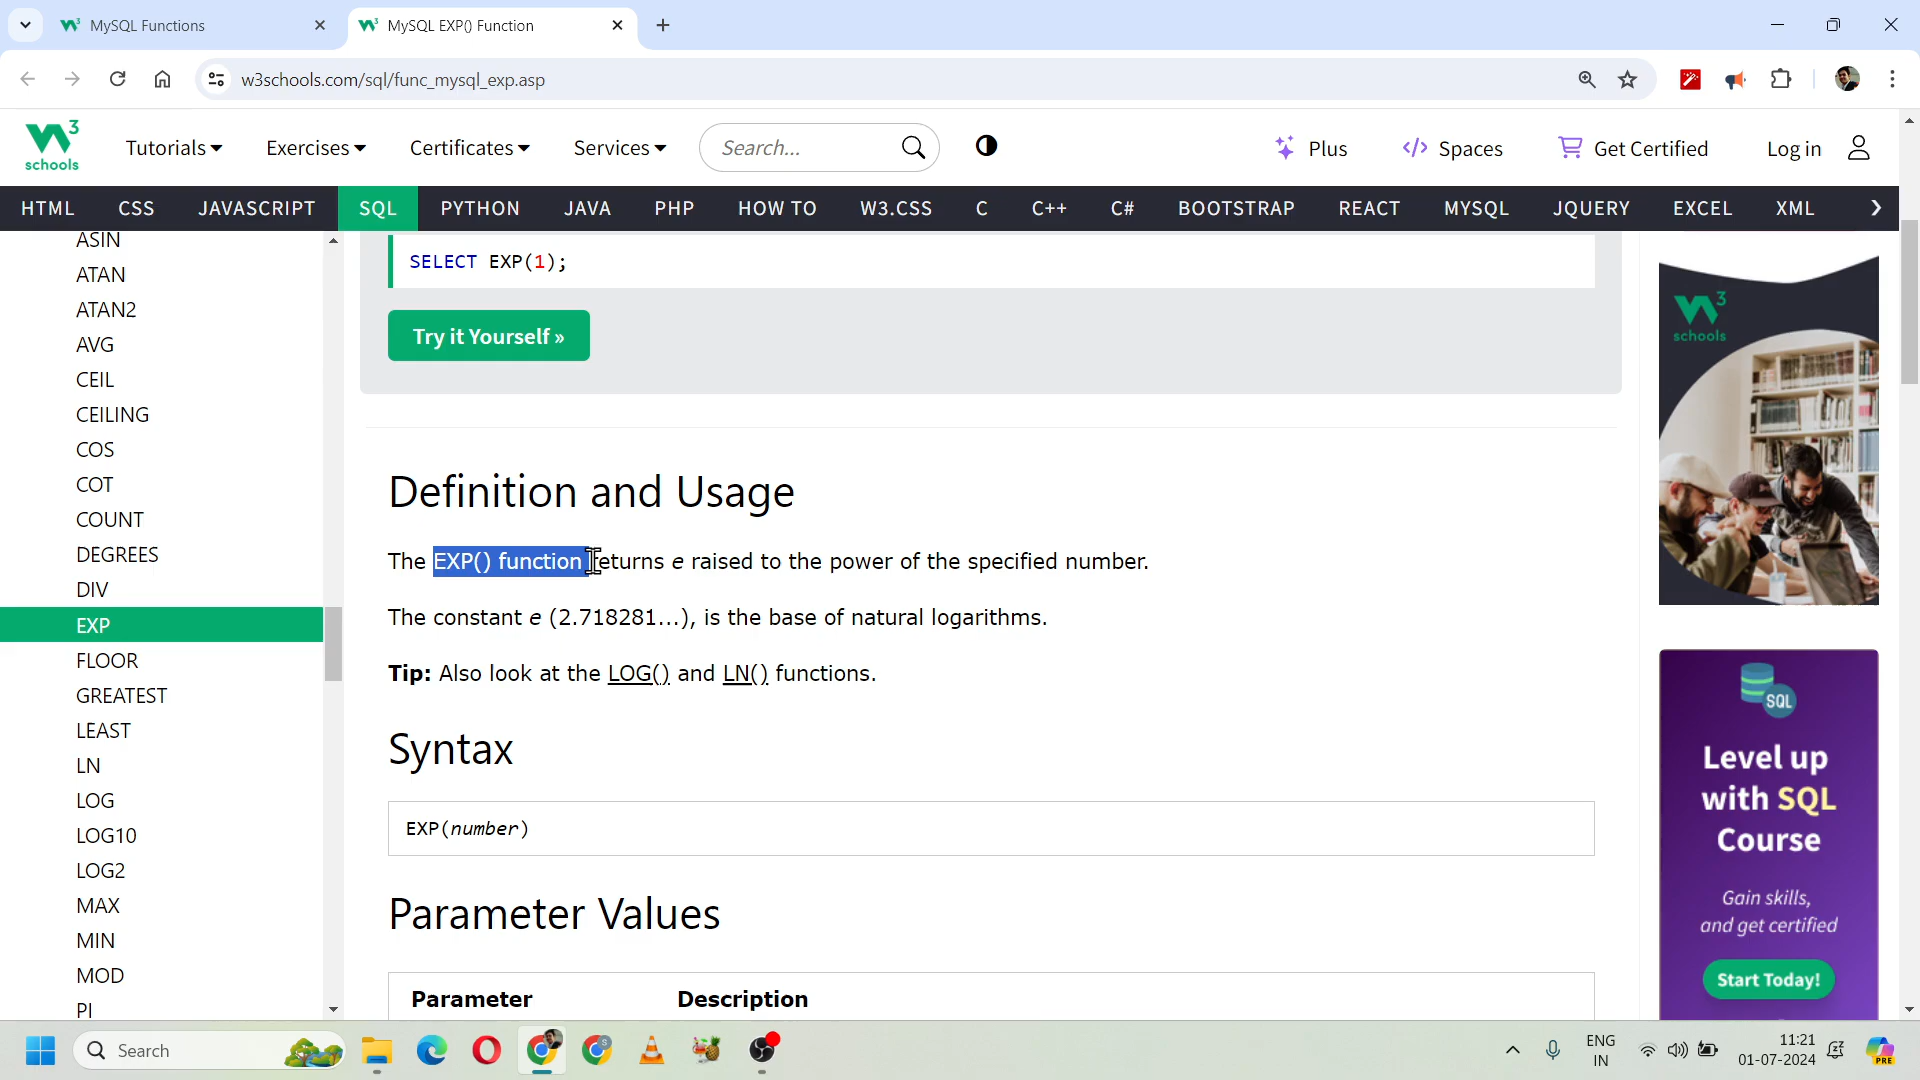 MySQL Functions
MySQL EXP() Function
w3schools.com/sql/func_mysql_exp.asp
W3 schools
Tutorials
Exercises
Certificates
Services
Search...
Plus
Spaces
Get Certified
Log in
HTML CSS JAVASCRIPT SQL PYTHON JAVA PHP HOW TO W3.CSS C C++ C# BOOTSTRAP REACT MYSQL JQUERY EXCEL XML
ASIN
ATAN
ATAN2
AVG
CEIL
CEILING
COS
COT
COUNT
DEGREES
DIV
EXP
FLOOR
GREATEST
LEAST
LN
LOG
LOG10
LOG2
MAX
MIN
MOD
PI
SELECT EXP(1);
Try it Yourself »
Definition and Usage
The EXP() function returns e raised to the power of the specified number.
The constant e (2.718281...), is the base of natural logarithms.
Tip: Also look at the LOG() and LN() functions.
Syntax
EXP(number)
Parameter Values
Parameter Description
W3 schools
SQL
Level up
with SQL
Course
Gain skills,
and get certified
Start Today!
Search
ENG
IN
11:21
01-07-2024
PRE